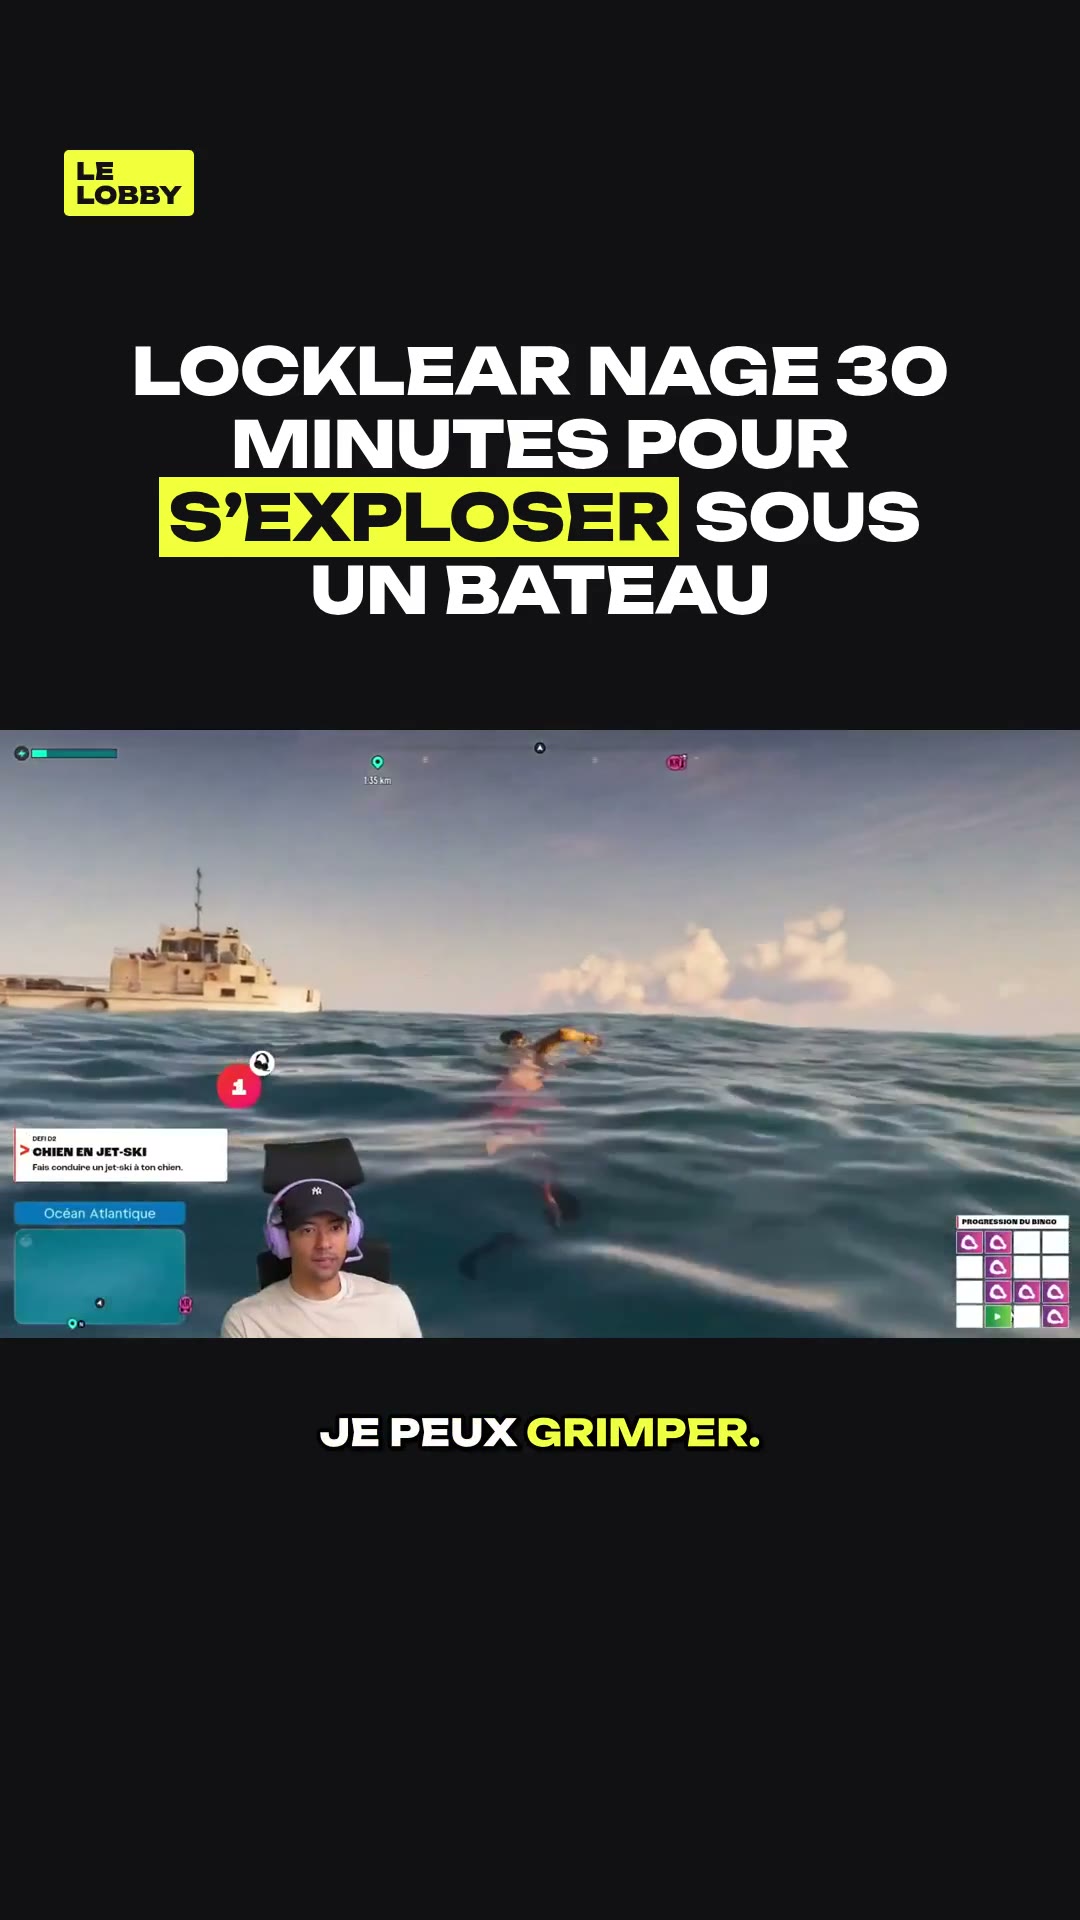 LE
LOBBY
LOCKLEAR NAGE 30
MINUTES POUR
S’EXPLOSER SOUS
UN BATEAU
1:35 km
1
DEFI D2
> CHIEN EN JET-SKI
Fais conduire un jet-ski à ton chien.
Océan Atlantique
PROGRESSION DU BINGO
JE PEUX GRIMPER.